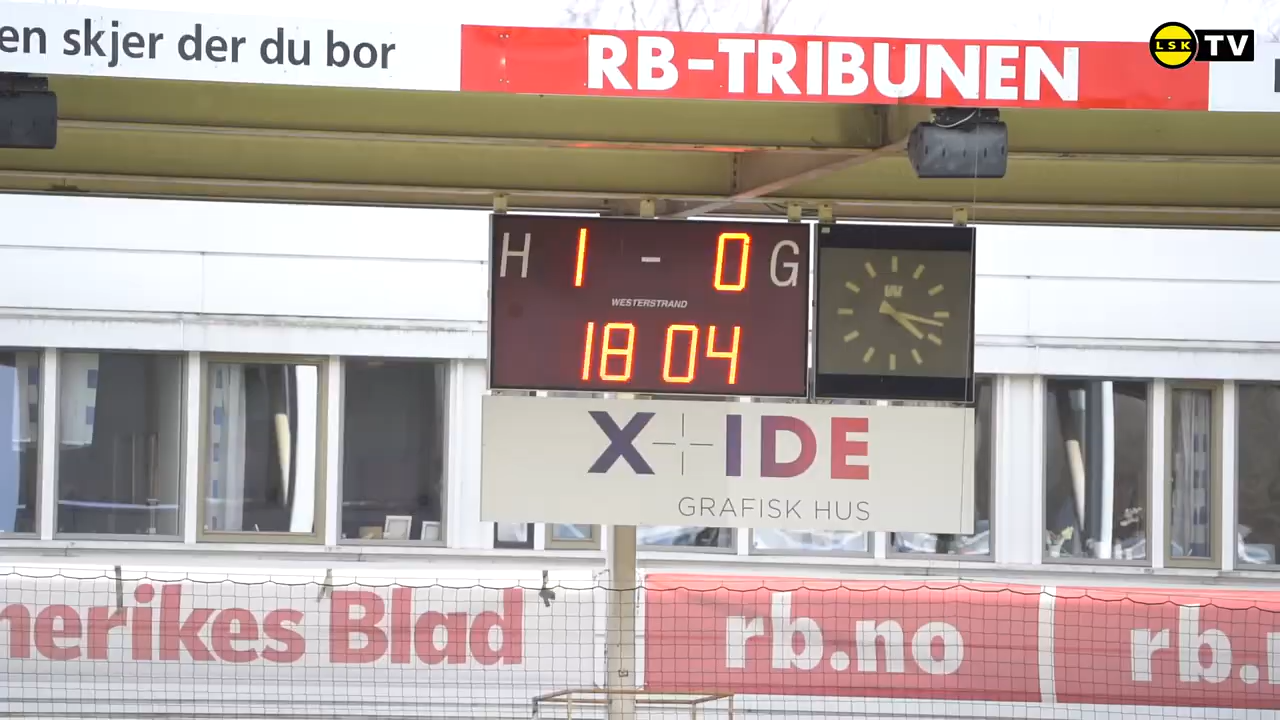 en skjer der du bor
RB-TRIBUNEN
LSK TV
H 1 - 0 G
WESTERSTRAND
18 04
X-IDE
GRAFISK HUS
merikes Blad
rb.no
rb.